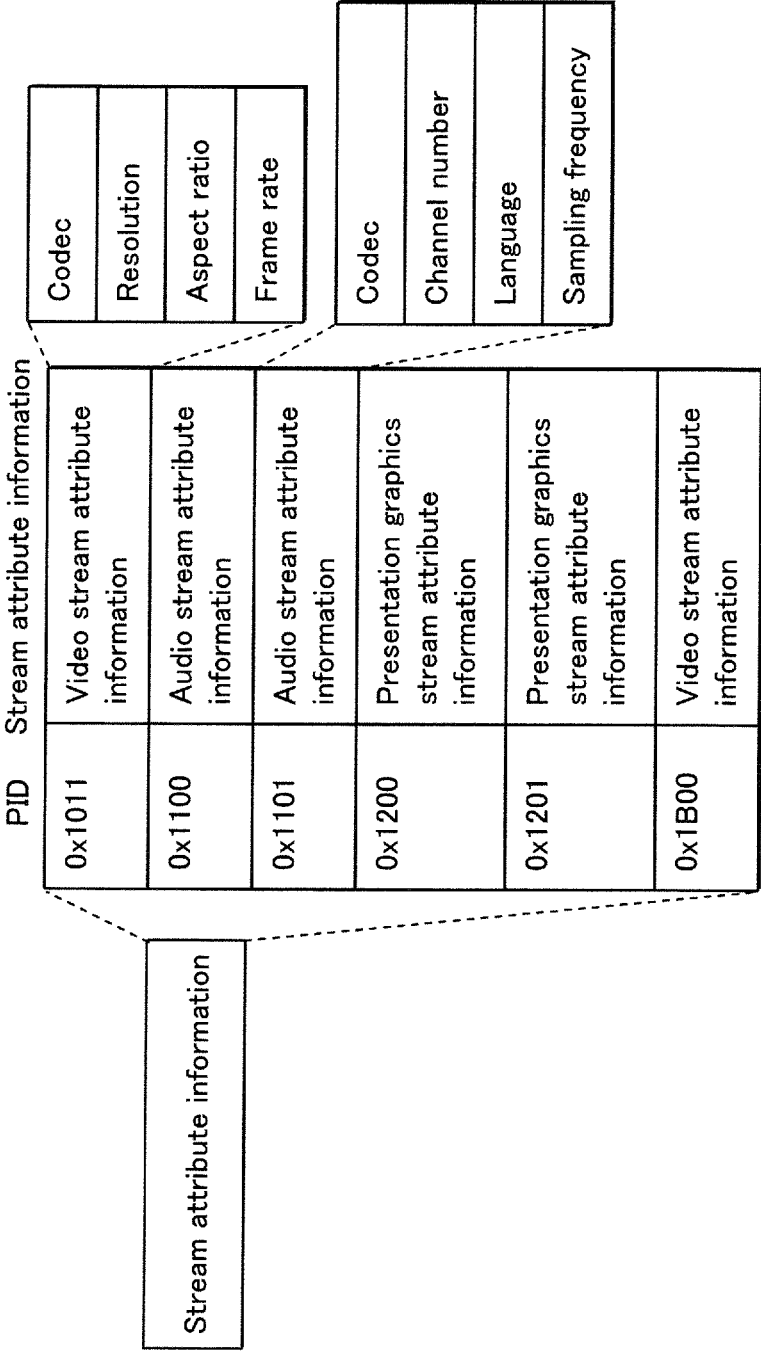 Stream attribute information
PID
Stream attribute information
0x1011
Video stream attribute
information
0x1100
Audio stream attribute
information
0x1101
Audio stream attribute
information
0x1200
Presentation graphics
stream attribute
information
0x1201
Presentation graphics
stream attribute
information
0x1B00
Video stream attribute
information
Codec
Resolution
Aspect ratio
Frame rate
Codec
Channel number
Language
Sampling frequency